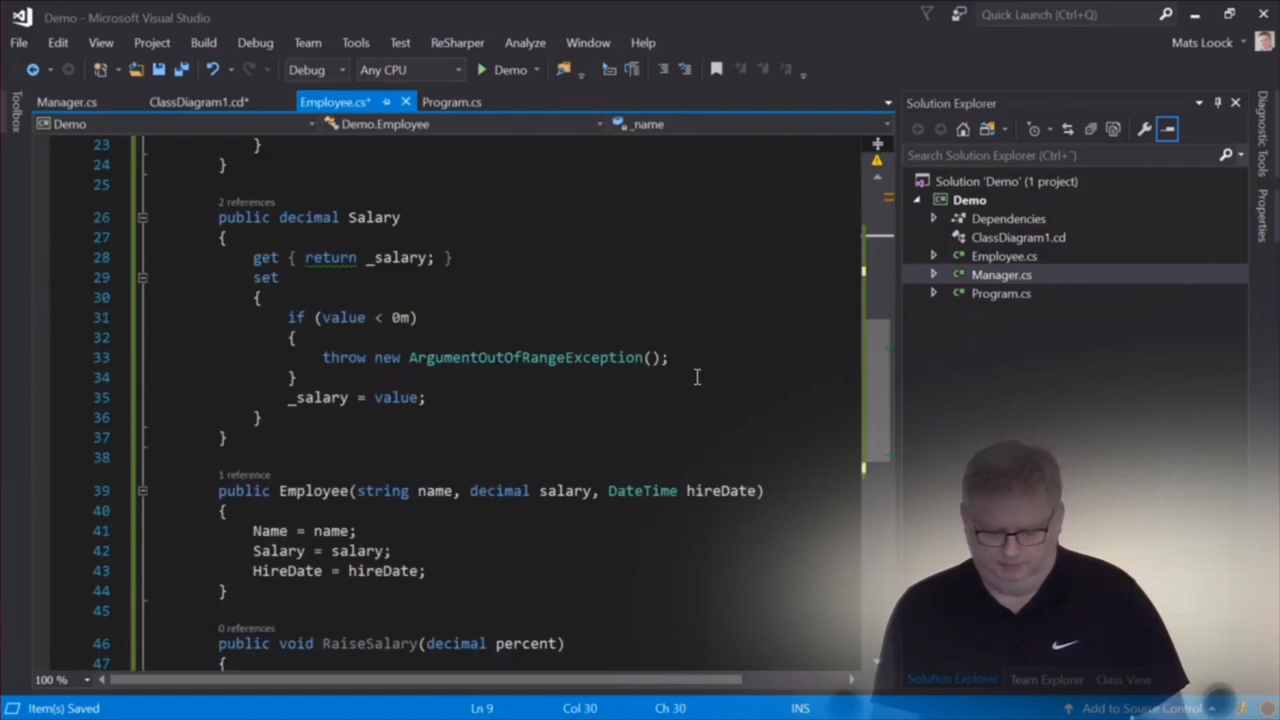 Demo - Microsoft Visual Studio
Quick Launch (Ctrl+Q)
File Edit View Project Build Debug Team Tools Test ReSharper Analyze Window Help
Mats Loock
Debug Any CPU Demo
Toolbox
Manager.cs ClassDiagram1.cd* Employee.cs* Program.cs
Demo Demo.Employee _name
23 }
24 }
25
2 references
26 public decimal Salary
27 {
28 get { return _salary; }
29 set
30 {
31 if (value < 0m)
32 {
33 throw new ArgumentOutOfRangeException();
34 }
35 _salary = value;
36 }
37 }
38
1 reference
39 public Employee(string name, decimal salary, DateTime hireDate)
40 {
41 Name = name;
42 Salary = salary;
43 HireDate = hireDate;
44 }
45
0 references
46 public void RaiseSalary(decimal percent)
47 {
100 %
Solution Explorer
Search Solution Explorer (Ctrl+¨)
Solution 'Demo' (1 project)
Demo
Dependencies
ClassDiagram1.cd
C# Employee.cs
C# Manager.cs
C# Program.cs
Solution Explorer Team Explorer Class View
Diagnostic Tools
Properties
Item(s) Saved Ln 9 Col 30 Ch 30 INS Add to Source Control